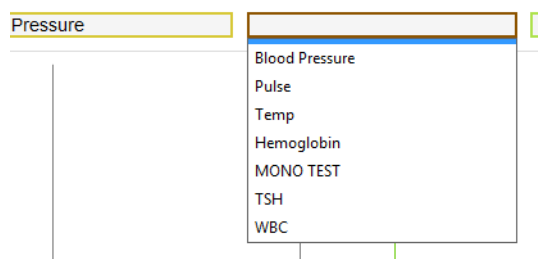 Pressure
Blood Pressure
Pulse
Temp
Hemoglobin
MONO TEST
TSH
WBC